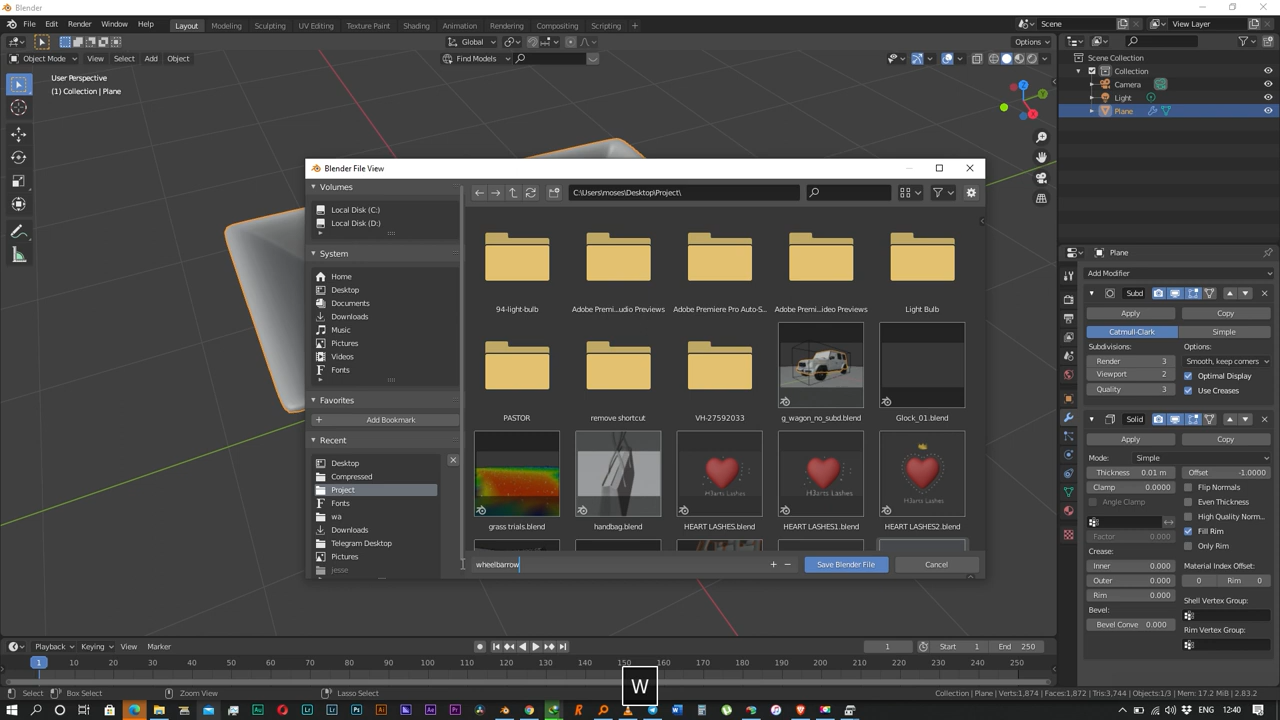 Blender
File Edit Render Window Help Layout Modeling Sculpting UV Editing Texture Paint Shading Animation Rendering Compositing Scripting + Scene View Layer
Global Options
Object Mode View Select Add Object Find Models
User Perspective
(1) Collection | Plane
Scene Collection
Collection
Camera
Light
Plane
Blender File View
Volumes
Local Disk (C:)
Local Disk (D:)
System
Home
Desktop
Documents
Downloads
Music
Pictures
Videos
Fonts
Favorites
Add Bookmark
Recent
Desktop
Compressed
Project
Fonts
wa
Downloads
Telegram Desktop
Pictures
jesse
C:\Users\moses\Desktop\Project\
94-light-bulb Adobe Premi...udio Previews Adobe Premiere Pro Auto-S... Adobe Premi...ideo Previews Light Bulb
PASTOR remove shortcut VH-27592033 g_wagon_no_subd.blend Glock_01.blend
H3arts Lashes H3arts Lashes H3arts Lashes
grass trials.blend handbag.blend HEART LASHES.blend HEART LASHES1.blend HEART LASHES2.blend
wheelbarrow + − Save Blender File Cancel
Plane
Add Modifier
Subd
Apply Copy
Catmull-Clark Simple
Subdivisions: Options:
Render 3 Smooth, keep corners
Viewport 2 Optimal Display
Quality 3 Use Creases
Solid
Apply Copy
Mode: Simple
Thickness 0.01 m Offset -1.0000
Clamp 0.0000 Flip Normals
Angle Clamp Even Thickness
High Quality Norm...
Factor 0.000 Fill Rim
Crease: Only Rim
Inner 0.000 Material Index Offset:
Outer 0.000 0 Rim 0
Rim 0.000 Shell Vertex Group:
Bevel:
Bevel Conve 0.000 Rim Vertex Group:
Playback Keying View Marker 1 Start 1 End 250
1 10 20 30 40 50 60 70 80 90 100 110 120 130 140 150 160 170 180 190 200 210 220 230 240 250
W
Select Box Select Zoom View Lasso Select Collection | Plane | Verts:1,874 | Faces:1,872 | Tris:3,744 | Objects:1/3 | Mem: 17.2 MiB | 2.83.2
ENG 12:40